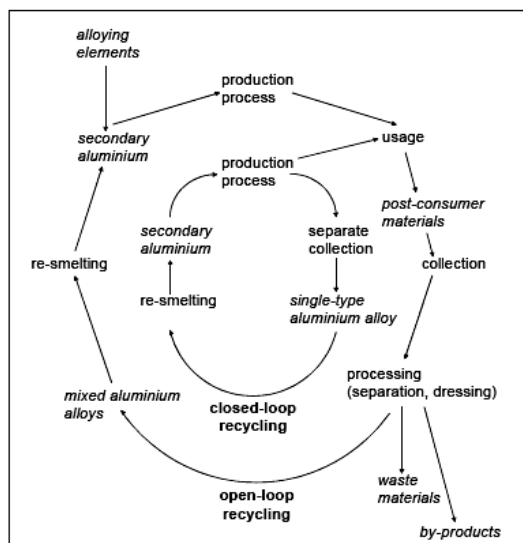 alloying
elements
production
process
secondary
aluminium
usage
production
process
post-consumer
materials
secondary
aluminium
separate
collection
re-smelting
collection
re-smelting
single-type
aluminium alloy
processing
(separation, dressing)
mixed aluminium
alloys
closed-loop
recycling
waste
materials
open-loop
recycling
by-products